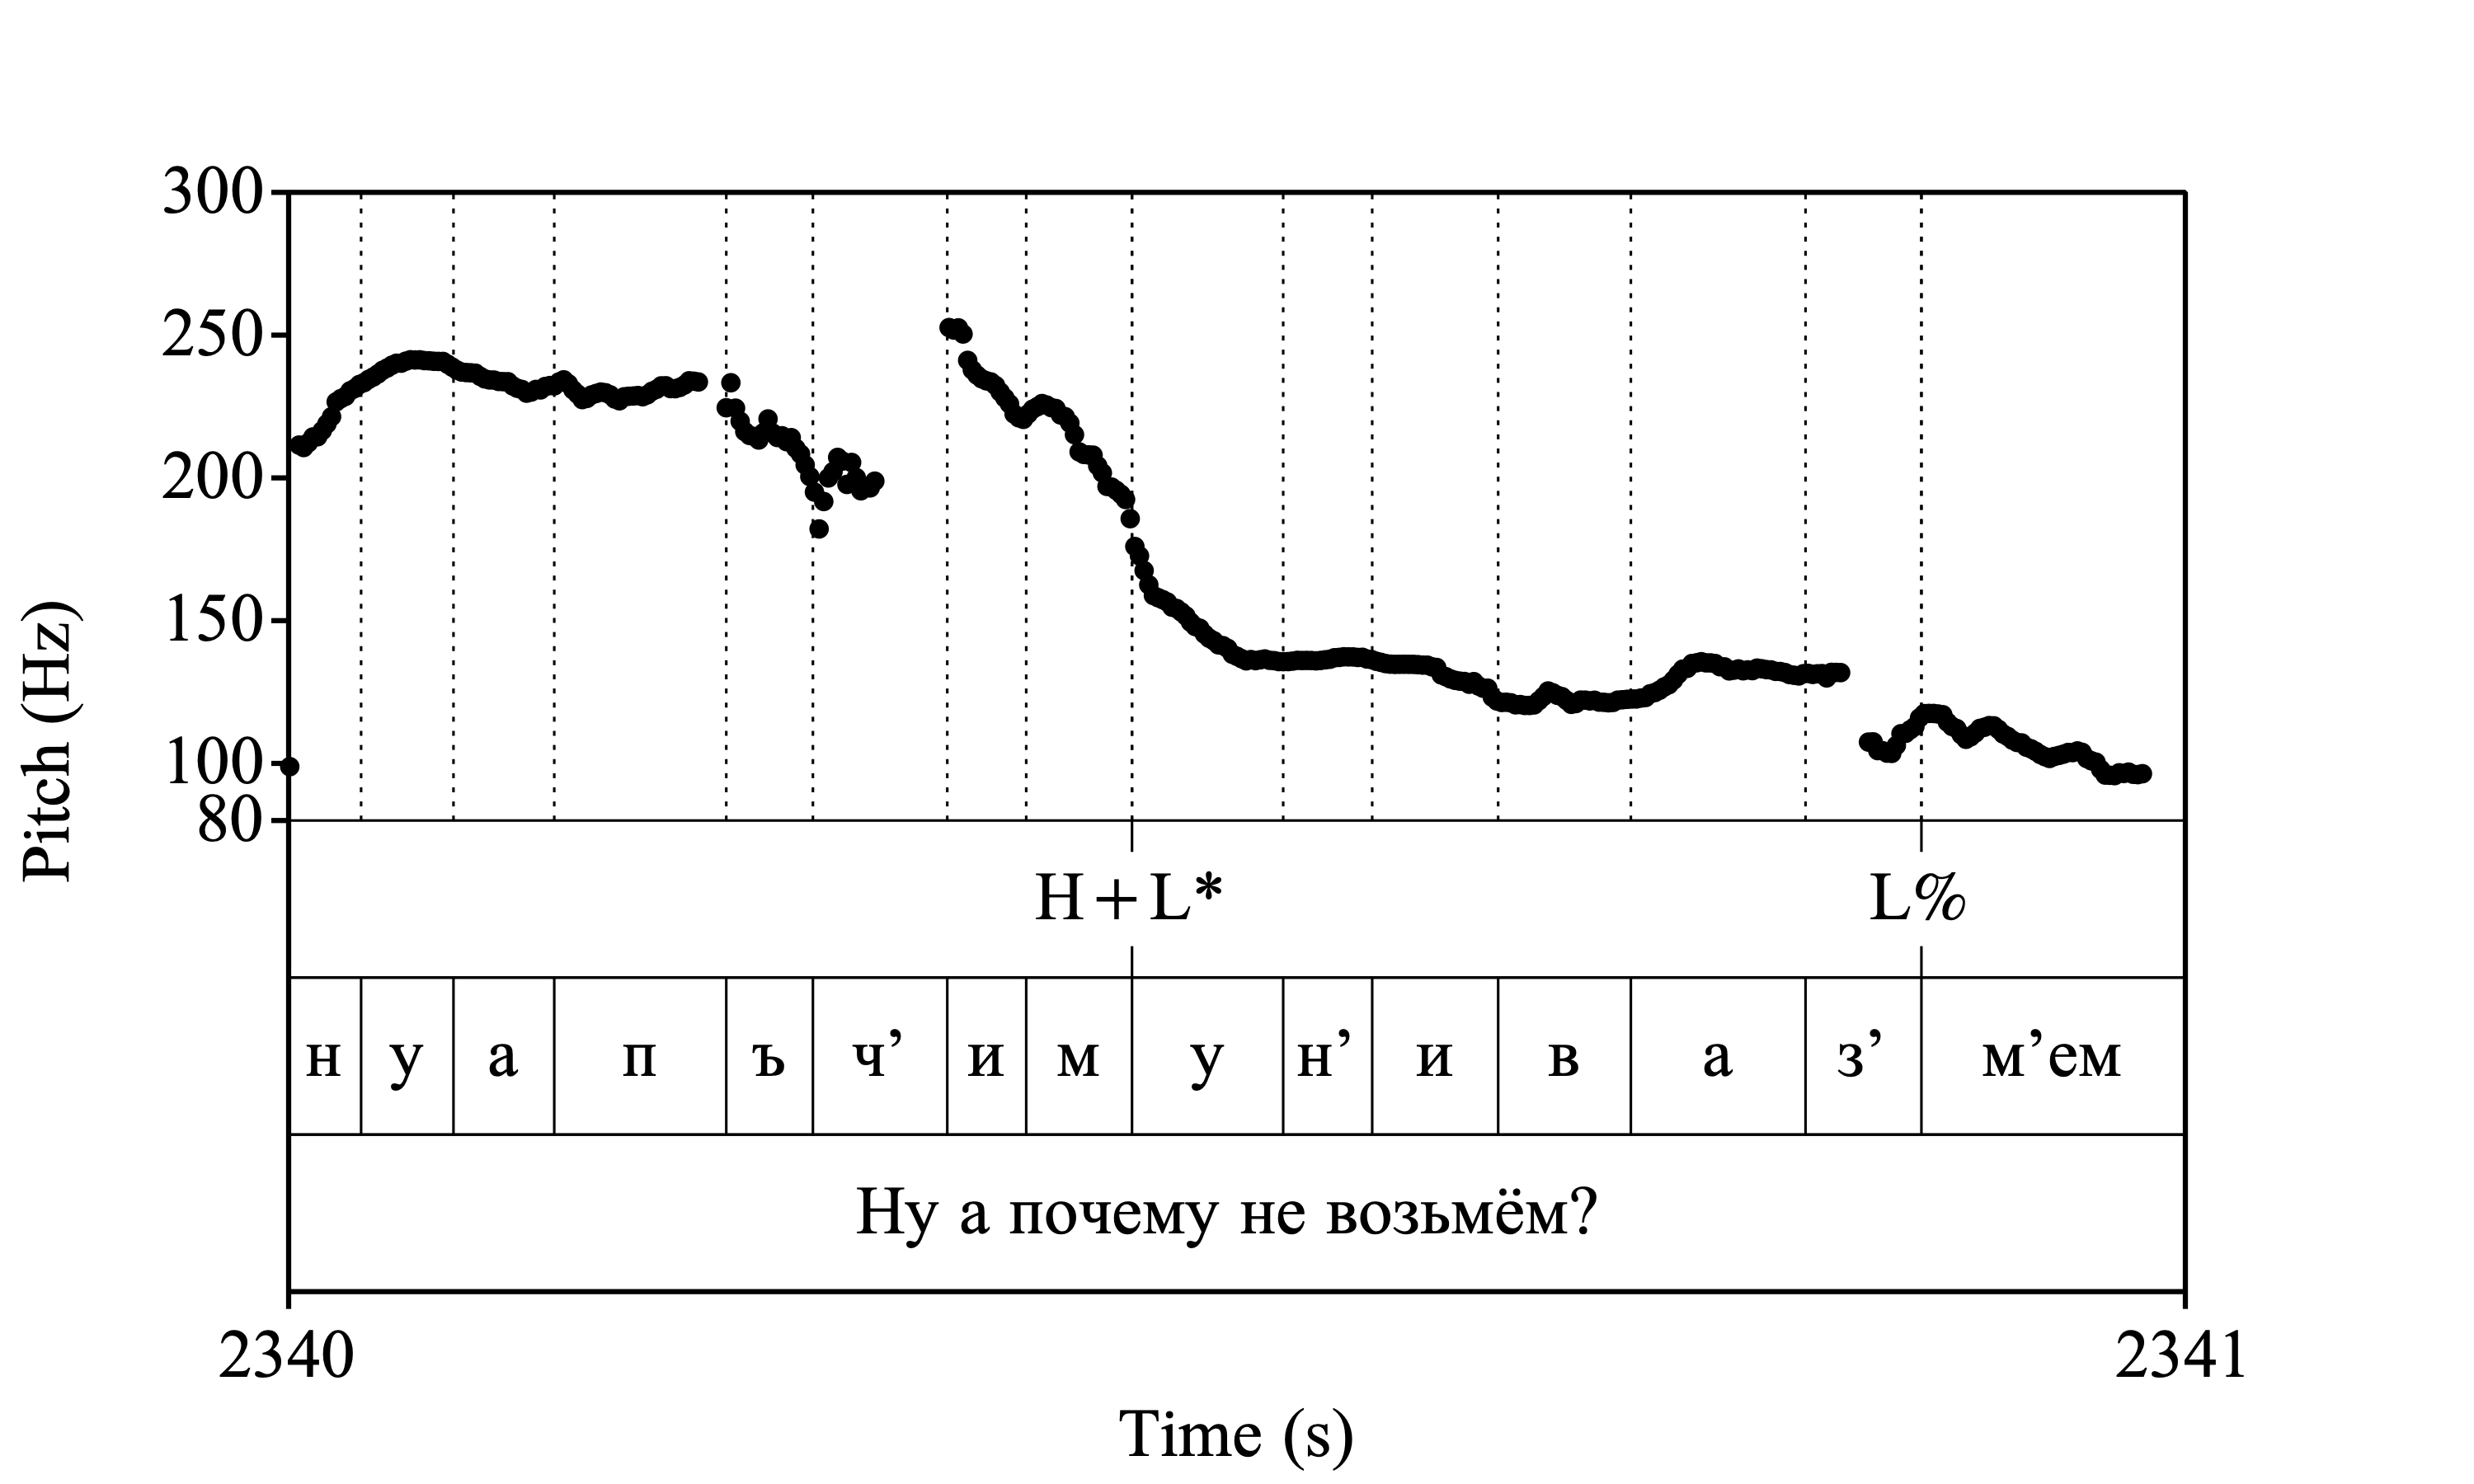 Pitch (Hz)
300
250
200
150
100
80
H+L* L%
н у а п ъ ч’ и м у н’ и в а з’ м’ем
Ну а почему не возьмём?
2340 2341
Time (s)